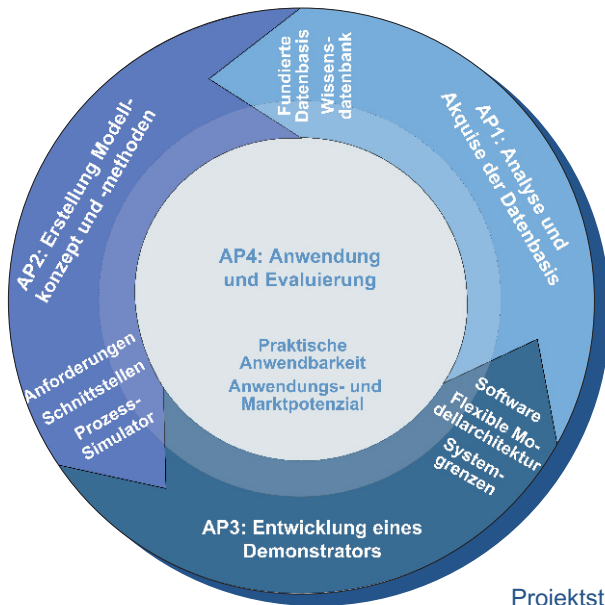 Fundierte
Datenbasis
Wissens-
datenbank
AP1: Analyse und
Akquise der Datenbasis
AP2: Erstellung Modell-
konzept und -methoden
AP4: Anwendung
und Evaluierung
Praktische
Anwendbarkeit
Anwendungs- und
Marktpotenzial
Anforderungen
Schnittstellen
Prozess-
Simulator
Software
Flexible Mo-
dellarchitektur
System-
grenzen
AP3: Entwicklung eines
Demonstrators
Projektst